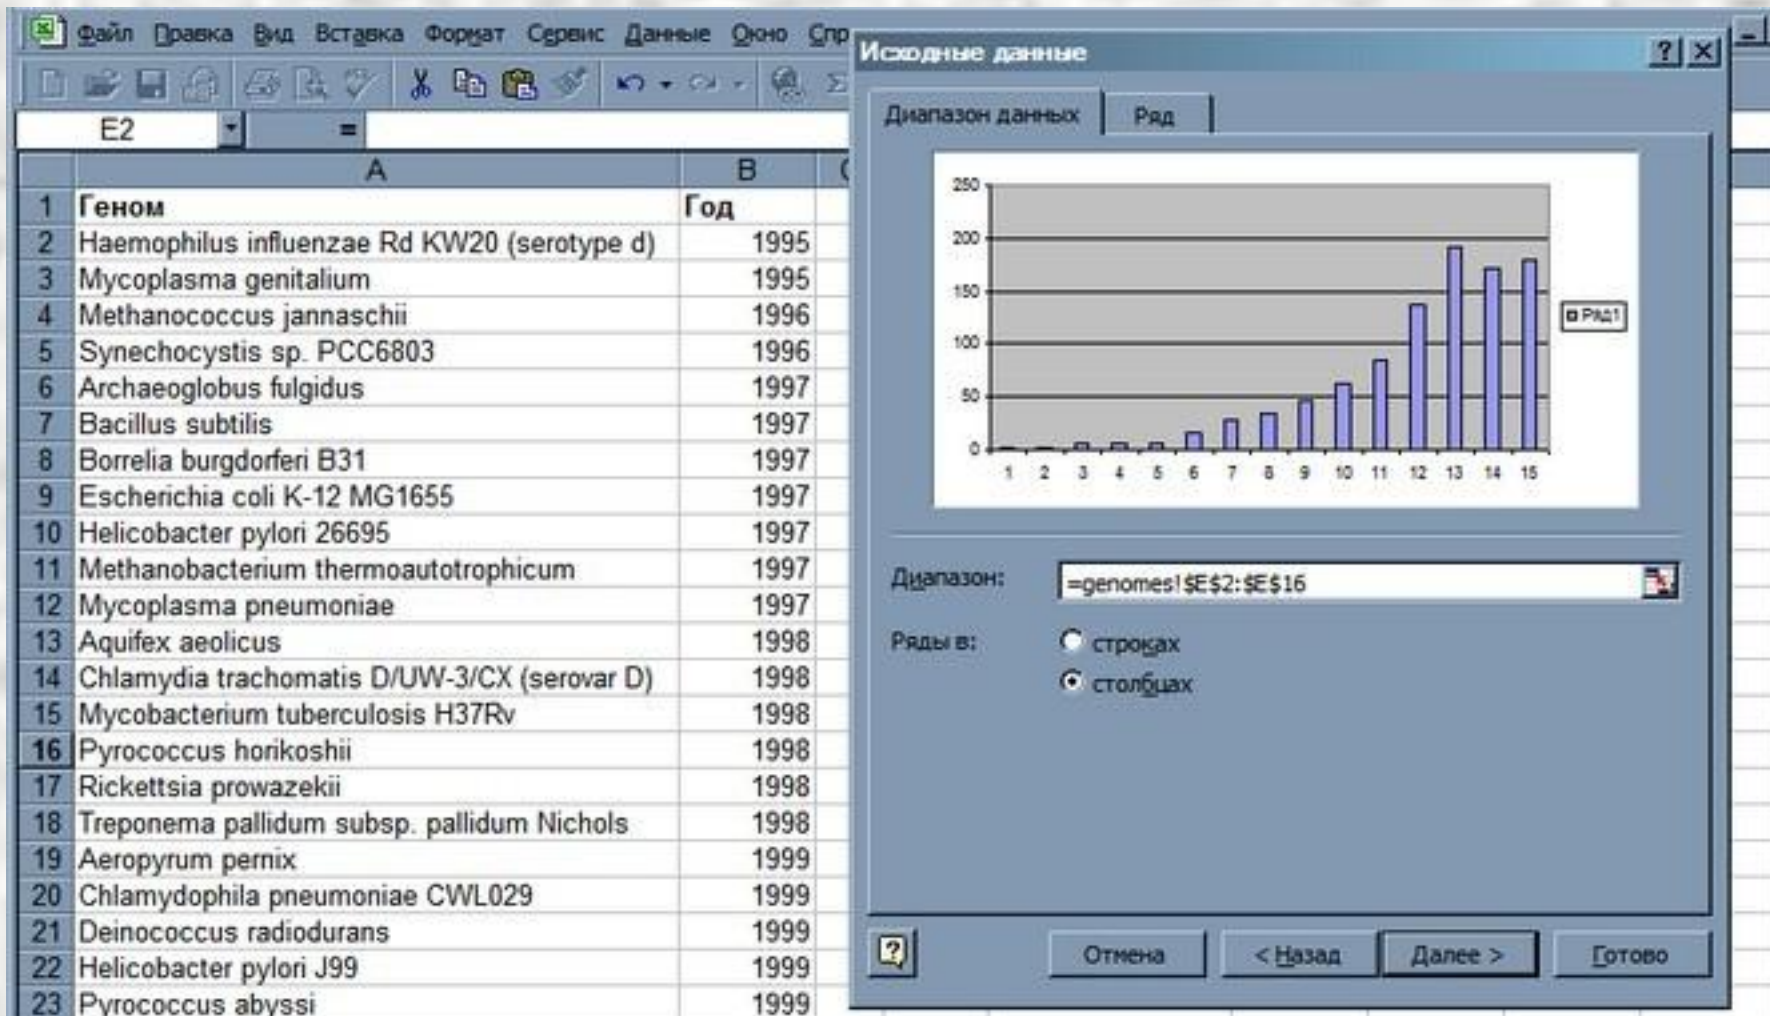 Файл Правка Вид Вставка Формат Сервис Данные Окно Спр
E2 =
A B
1 Геном Год
2 Haemophilus influenzae Rd KW20 (serotype d) 1995
3 Mycoplasma genitalium 1995
4 Methanococcus jannaschii 1996
5 Synechocystis sp. PCC6803 1996
6 Archaeoglobus fulgidus 1997
7 Bacillus subtilis 1997
8 Borrelia burgdorferi B31 1997
9 Escherichia coli K-12 MG1655 1997
10 Helicobacter pylori 26695 1997
11 Methanobacterium thermoautotrophicum 1997
12 Mycoplasma pneumoniae 1997
13 Aquifex aeolicus 1998
14 Chlamydia trachomatis D/UW-3/CX (serovar D) 1998
15 Mycobacterium tuberculosis H37Rv 1998
16 Pyrococcus horikoshii 1998
17 Rickettsia prowazekii 1998
18 Treponema pallidum subsp. pallidum Nichols 1998
19 Aeropyrum pernix 1999
20 Chlamydophila pneumoniae CWL029 1999
21 Deinococcus radiodurans 1999
22 Helicobacter pylori J99 1999
23 Pyrococcus abyssi 1999
Исходные данные
Диапазон данных Ряд
250
200
150
100
50
0
1 2 3 4 5 6 7 8 9 10 11 12 13 14 15
Ряд1
Диапазон: =genomes!$E$2:$E$16
Ряды в: строках
столбцах
Отмена < Назад Далее > Готово